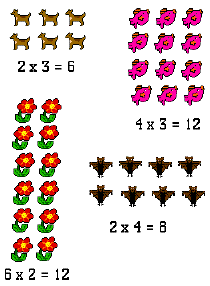 2 x 3 = 6
4 x 3 = 12
2 x 4 = 8
6 x 2 = 12